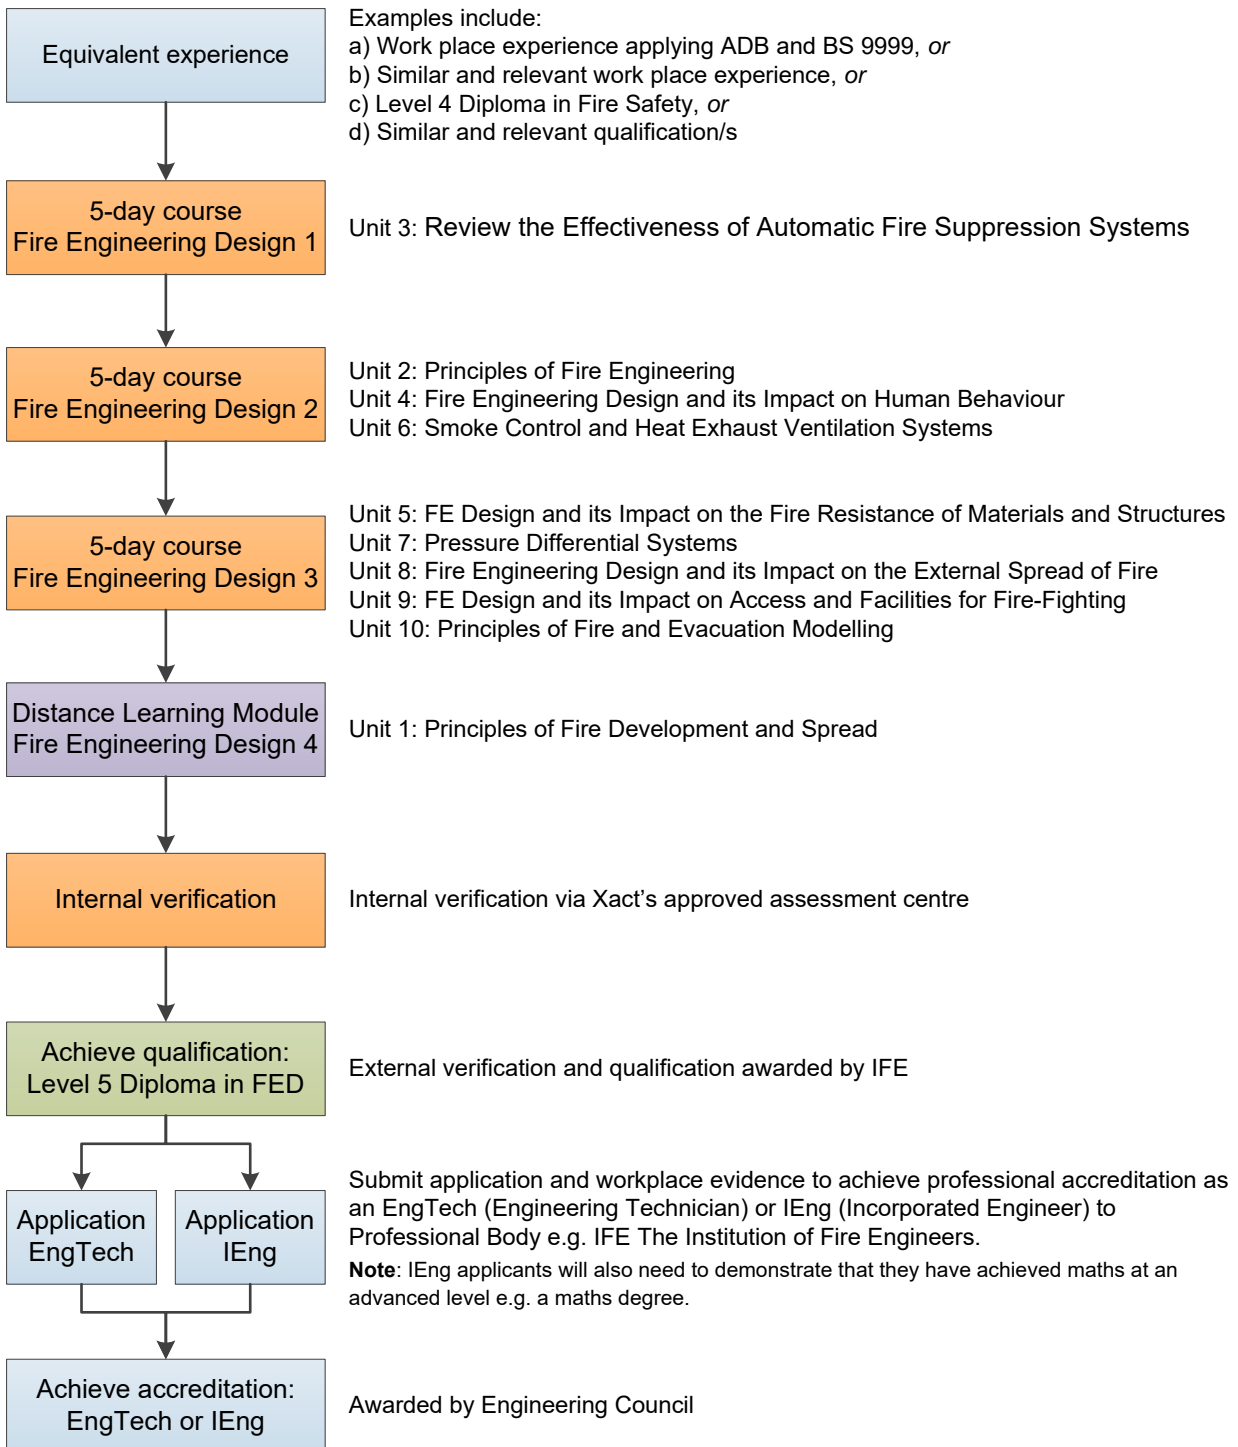 Equivalent experience
Examples include:
a) Work place experience applying ADB and BS 9999, or
b) Similar and relevant work place experience, or
c) Level 4 Diploma in Fire Safety, or
d) Similar and relevant qualification/s
5-day course
Fire Engineering Design 1
Unit 3: Review the Effectiveness of Automatic Fire Suppression Systems
5-day course
Fire Engineering Design 2
Unit 2: Principles of Fire Engineering
Unit 4: Fire Engineering Design and its Impact on Human Behaviour
Unit 6: Smoke Control and Heat Exhaust Ventilation Systems
5-day course
Fire Engineering Design 3
Unit 5: FE Design and its Impact on the Fire Resistance of Materials and Structures
Unit 7: Pressure Differential Systems
Unit 8: Fire Engineering Design and its Impact on the External Spread of Fire
Unit 9: FE Design and its Impact on Access and Facilities for Fire-Fighting
Unit 10: Principles of Fire and Evacuation Modelling
Distance Learning Module
Fire Engineering Design 4
Unit 1: Principles of Fire Development and Spread
Internal verification
Internal verification via Xact’s approved assessment centre
Achieve qualification:
Level 5 Diploma in FED
External verification and qualification awarded by IFE
Application
EngTech
Application
IEng
Submit application and workplace evidence to achieve professional accreditation as
an EngTech (Engineering Technician) or IEng (Incorporated Engineer) to
Professional Body e.g. IFE The Institution of Fire Engineers.
Note: IEng applicants will also need to demonstrate that they have achieved maths at an
advanced level e.g. a maths degree.
Achieve accreditation:
EngTech or IEng
Awarded by Engineering Council